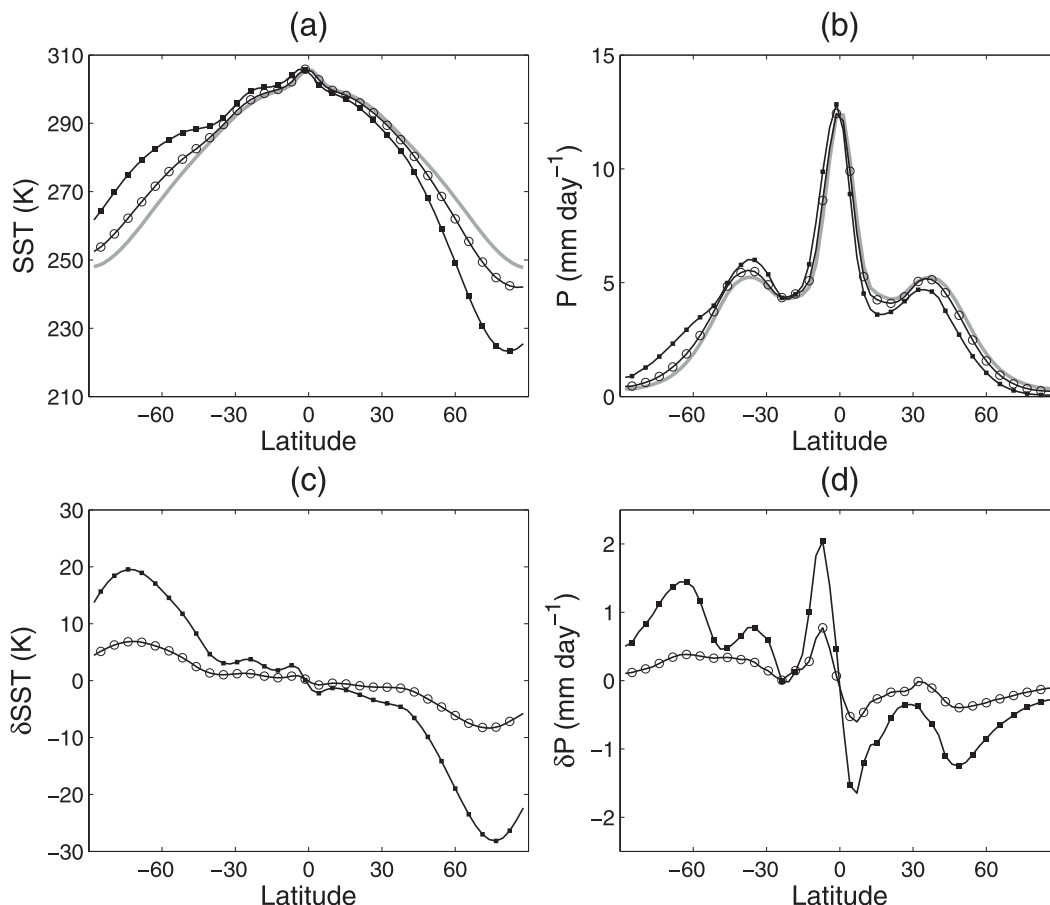 (a)
310
290
270
250
230
210
SST (K)
−60 −30 0 30 60
Latitude
(b)
15
10
5
0
P (mm day⁻¹)
−60 −30 0 30 60
Latitude
(c)
30
20
10
0
−10
−20
−30
δSST (K)
−60 −30 0 30 60
Latitude
(d)
2
1
0
−1
−2
δP (mm day⁻¹)
−60 −30 0 30 60
Latitude